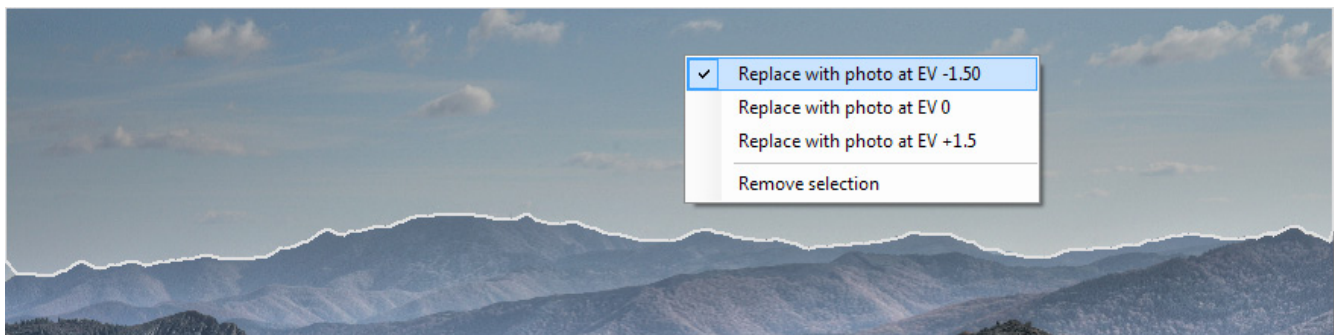 Replace with photo at EV -1.50
Replace with photo at EV 0
Replace with photo at EV +1.5
Remove selection